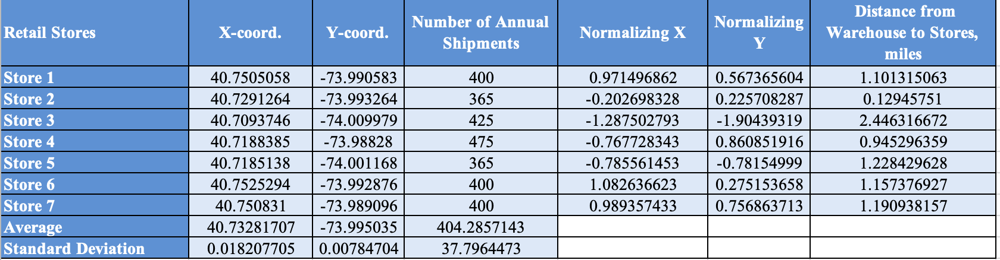 Retail Stores X-coord. Y-coord. Number of Annual Shipments Normalizing X Normalizing Y Distance from Warehouse to Stores, miles
Store 1 40.7505058 -73.990583 400 0.971496862 0.567365604 1.101315063
Store 2 40.7291264 -73.993264 365 -0.202698328 0.225708287 0.12945751
Store 3 40.7093746 -74.009979 425 -1.287502793 -1.90439319 2.446316672
Store 4 40.7188385 -73.98828 475 -0.767728343 0.860851916 0.945296359
Store 5 40.7185138 -74.001168 365 -0.785561453 -0.78154999 1.228429628
Store 6 40.7525294 -73.992876 400 1.082636623 0.275153658 1.157376927
Store 7 40.750831 -73.989096 400 0.989357433 0.756863713 1.190938157
Average 40.73281707 -73.995035 404.2857143
Standard Deviation 0.018207705 0.00784704 37.7964473